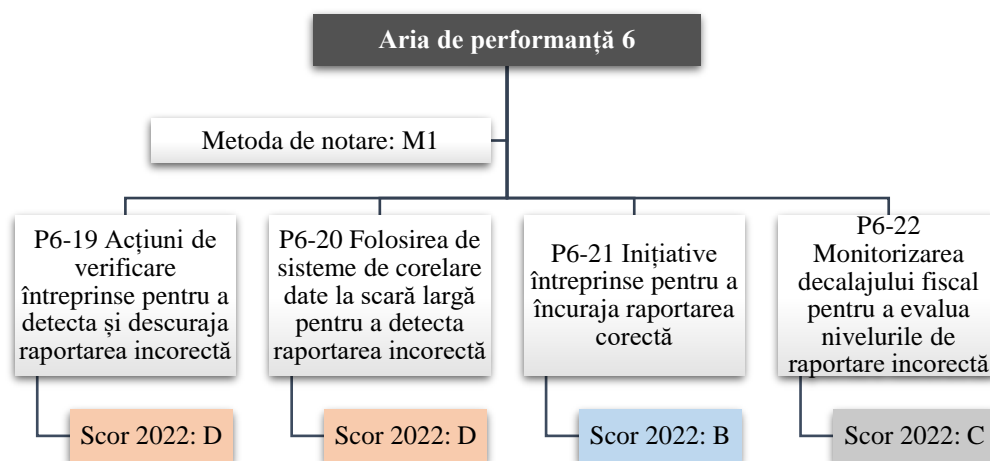 Aria de performanță 6
Metoda de notare: M1
P6-19 Acțiuni de
verificare
întreprinse pentru a
detecta și descuraja
raportarea incorectă
P6-20 Folosirea de
sisteme de corelare
date la scară largă
pentru a detecta
raportarea incorectă
P6-21 Inițiative
întreprinse pentru a
încuraja raportarea
corectă
P6-22
Monitorizarea
decalajului fiscal
pentru a evalua
nivelurile de
raportare incorectă
Scor 2022: D
Scor 2022: D
Scor 2022: B
Scor 2022: C